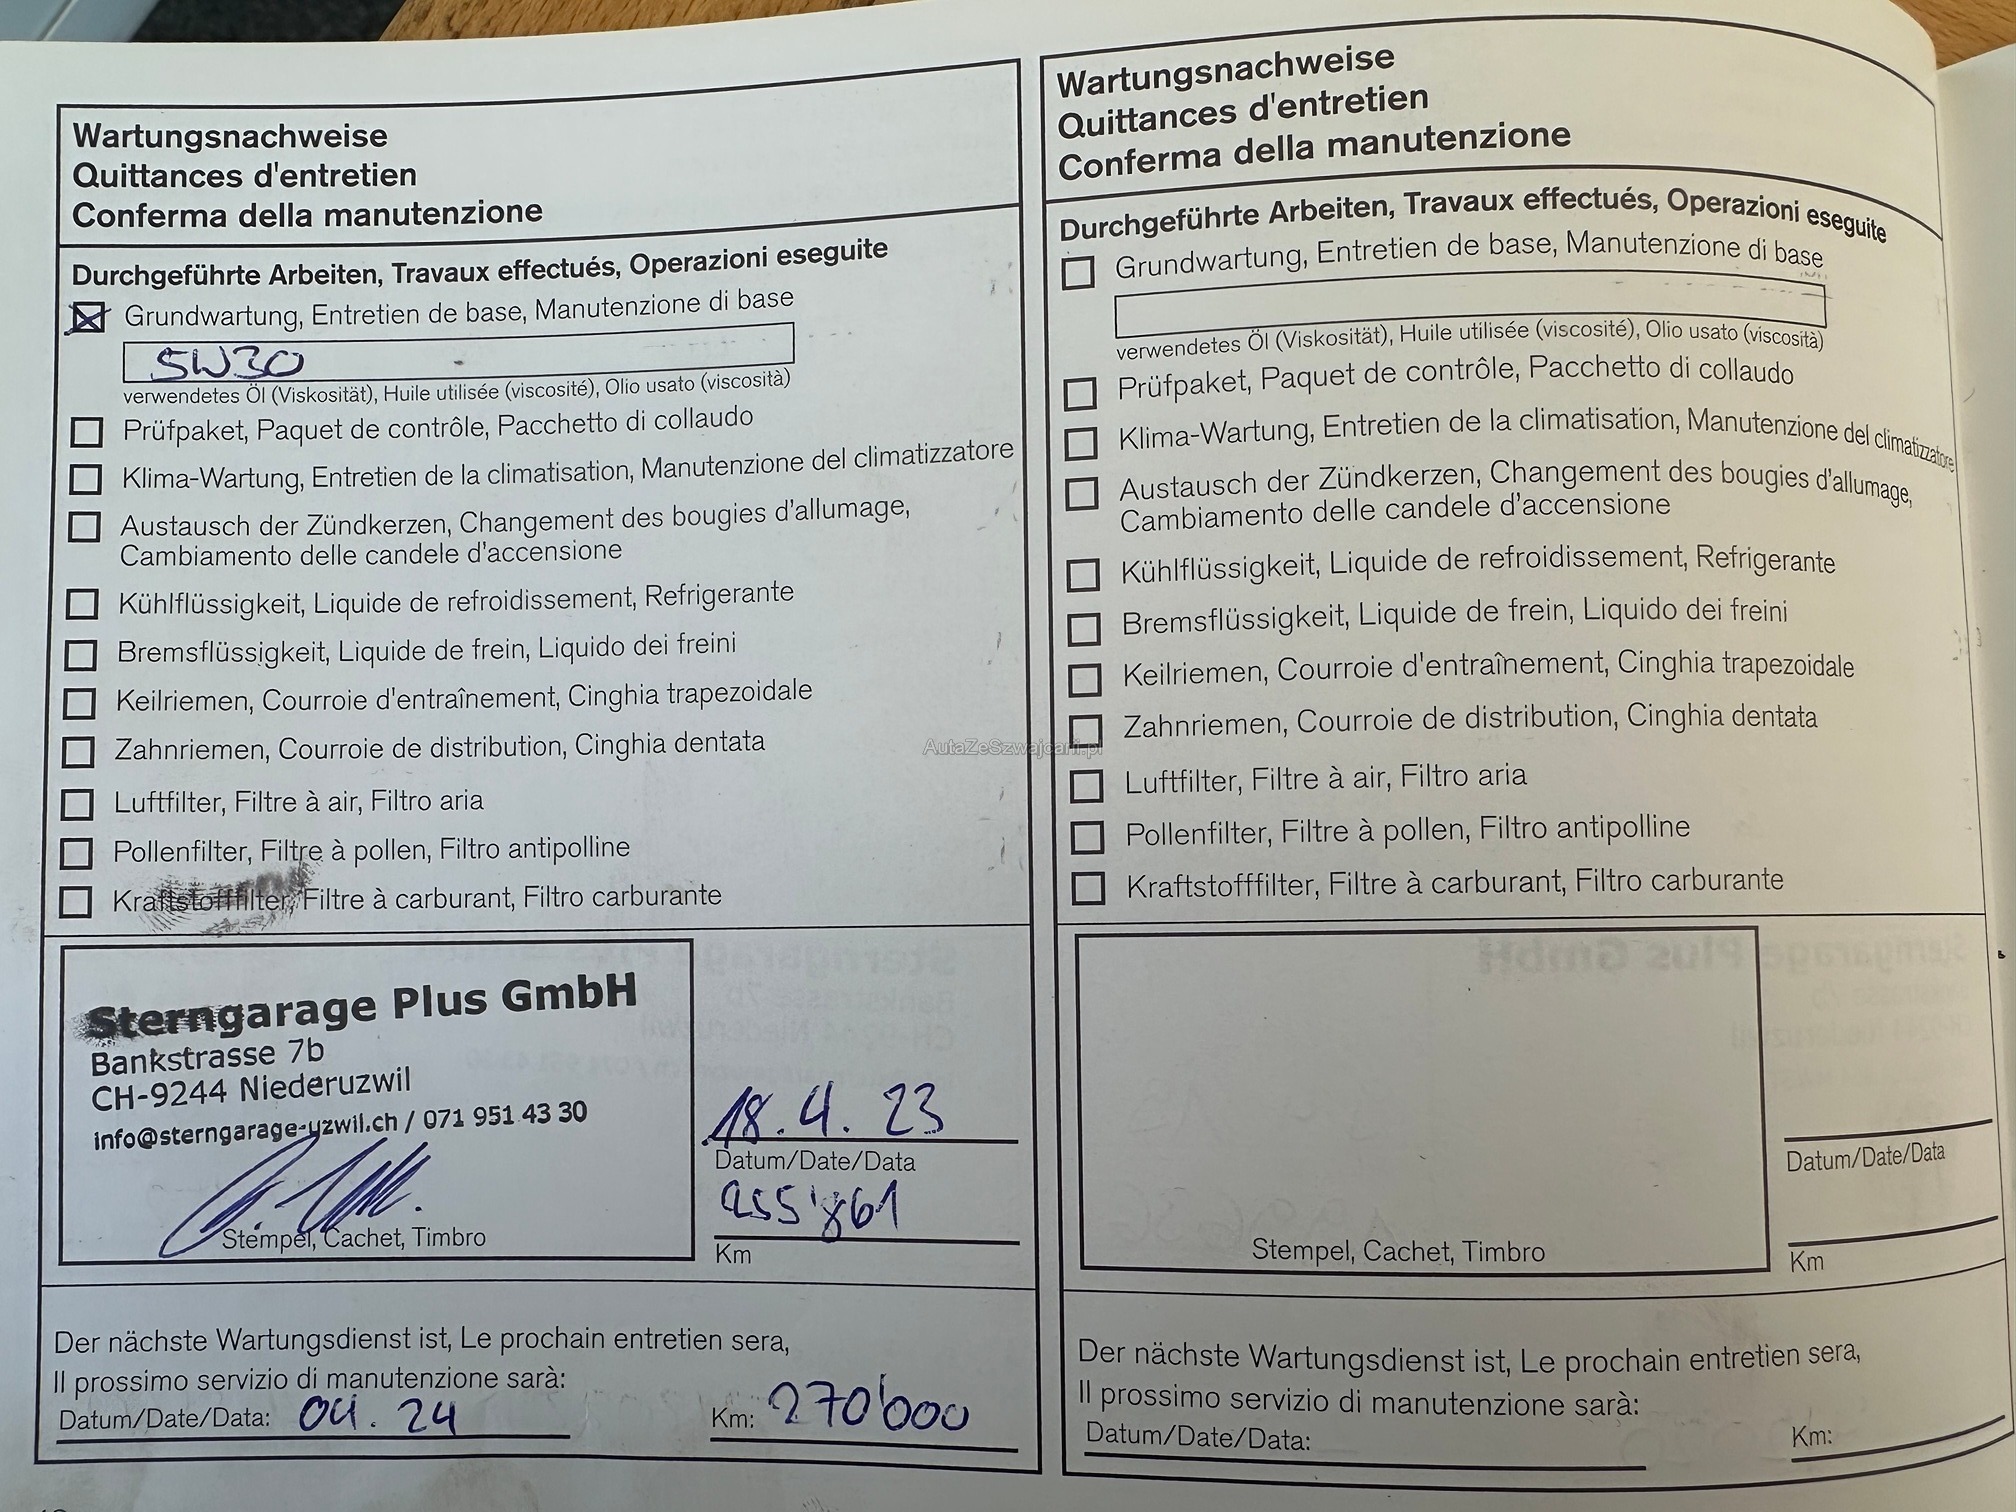 Wartungsnachweise
Quittances d'entretien
Conferma della manutenzione
Durchgeführte Arbeiten, Travaux effectués, Operazioni eseguite
Grundwartung, Entretien de base, Manutenzione di base
5W30
verwendetes Öl (Viskosität), Huile utilisée (viscosité), Olio usato (viscosità)
Prüfpaket, Paquet de contrôle, Pacchetto di collaudo
Klima-Wartung, Entretien de la climatisation, Manutenzione del climatizzatore
Austausch der Zündkerzen, Changement des bougies d'allumage,
Cambiamento delle candele d'accensione
Kühlflüssigkeit, Liquide de refroidissement, Refrigerante
Bremsflüssigkeit, Liquide de frein, Liquido dei freini
Keilriemen, Courroie d'entraînement, Cinghia trapezoidale
Zahnriemen, Courroie de distribution, Cinghia dentata
Luftfilter, Filtre à air, Filtro aria
Pollenfilter, Filtre à pollen, Filtro antipolline
Kraftstofffilter, Filtre à carburant, Filtro carburante
Sterngarage Plus GmbH
Bankstrasse 7b
CH-9244 Niederuzwil
info@sterngarage-uzwil.ch / 071 951 43 30
Stempel, Cachet, Timbro
18.4.23
Datum/Date/Data
255'861
Km
Der nächste Wartungsdienst ist, Le prochain entretien sera,
Il prossimo servizio di manutenzione sarà:
Datum/Date/Data: 04.24 Km: 270'000
Wartungsnachweise
Quittances d'entretien
Conferma della manutenzione
Durchgeführte Arbeiten, Travaux effectués, Operazioni eseguite
Grundwartung, Entretien de base, Manutenzione di base
verwendetes Öl (Viskosität), Huile utilisée (viscosité), Olio usato (viscosità)
Prüfpaket, Paquet de contrôle, Pacchetto di collaudo
Klima-Wartung, Entretien de la climatisation, Manutenzione del climatizzatore
Austausch der Zündkerzen, Changement des bougies d'allumage,
Cambiamento delle candele d'accensione
Kühlflüssigkeit, Liquide de refroidissement, Refrigerante
Bremsflüssigkeit, Liquide de frein, Liquido dei freini
Keilriemen, Courroie d'entraînement, Cinghia trapezoidale
Zahnriemen, Courroie de distribution, Cinghia dentata
Luftfilter, Filtre à air, Filtro aria
Pollenfilter, Filtre à pollen, Filtro antipolline
Kraftstofffilter, Filtre à carburant, Filtro carburante
Stempel, Cachet, Timbro
Datum/Date/Data
Km
Der nächste Wartungsdienst ist, Le prochain entretien sera,
Il prossimo servizio di manutenzione sarà:
Datum/Date/Data: Km:
AutaZeSzwajcarii.pl